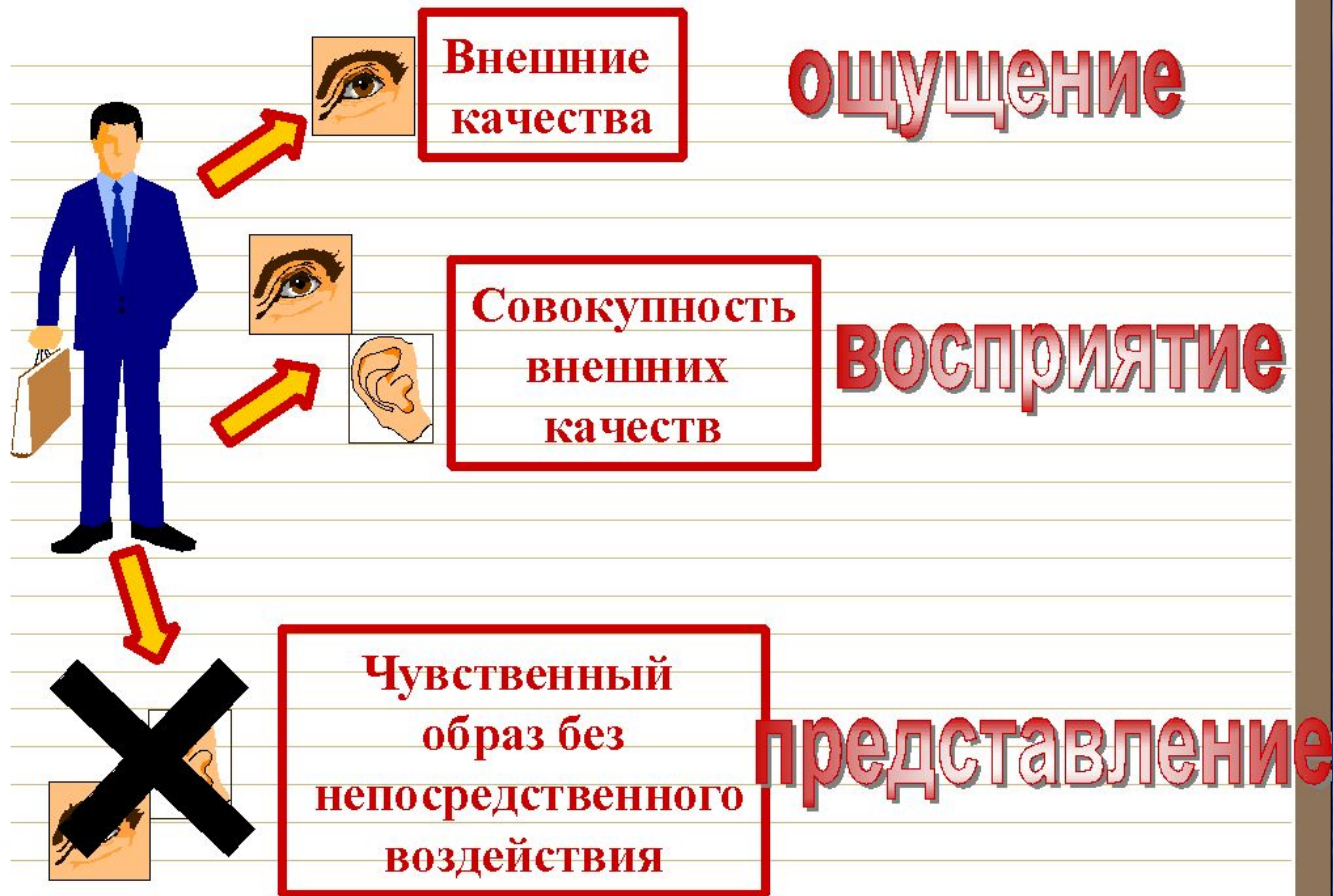 Внешние
качества
ощущение
Совокупность
внешних
качеств
восприятие
Чувственный
образ без
непосредственного
воздействия
представление